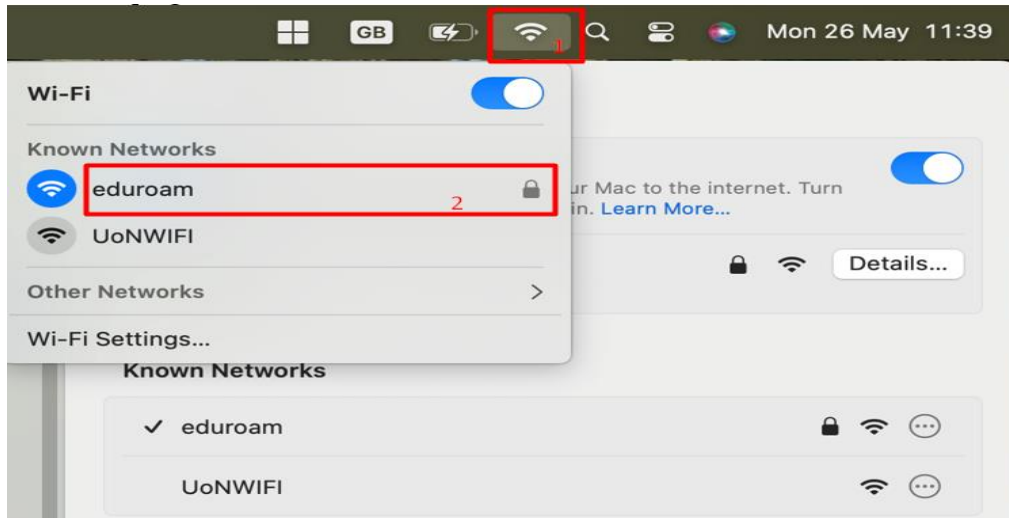 GB
1
Mon 26 May 11:39
Wi-Fi
Known Networks
eduroam
2
UoNWIFI
Other Networks
Wi-Fi Settings...
ur Mac to the internet. Turn
in. Learn More...
Details...
Known Networks
eduroam
UoNWIFI